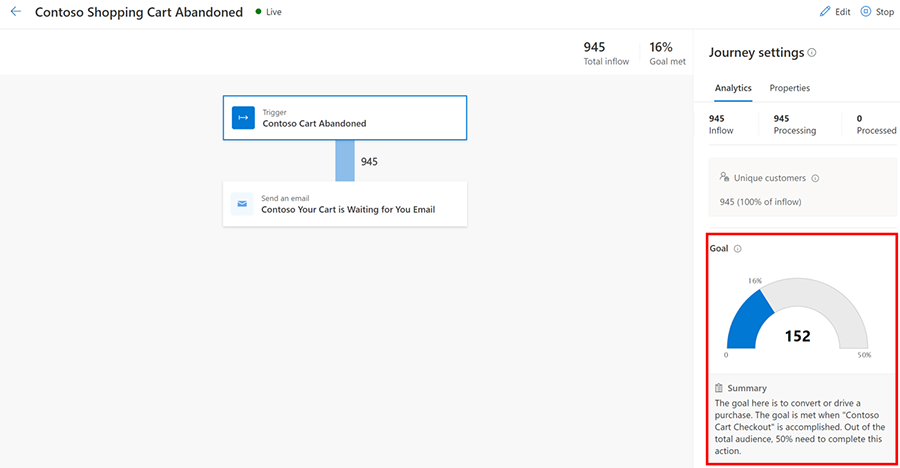 Contoso Shopping Cart Abandoned
Live
Edit
Stop
945
Total inflow
16%
Goal met
Trigger
Contoso Cart Abandoned
945
Send an email
Contoso Your Cart is Waiting for You Email
Journey settings
Analytics
Properties
945
Inflow
945
Processing
0
Processed
Unique customers
945 (100% of inflow)
Goal
16%
152
0
50%
Summary
The goal here is to convert or drive a
purchase. The goal is met when "Contoso
Cart Checkout" is accomplished. Out of the
total audience, 50% need to complete this
action.